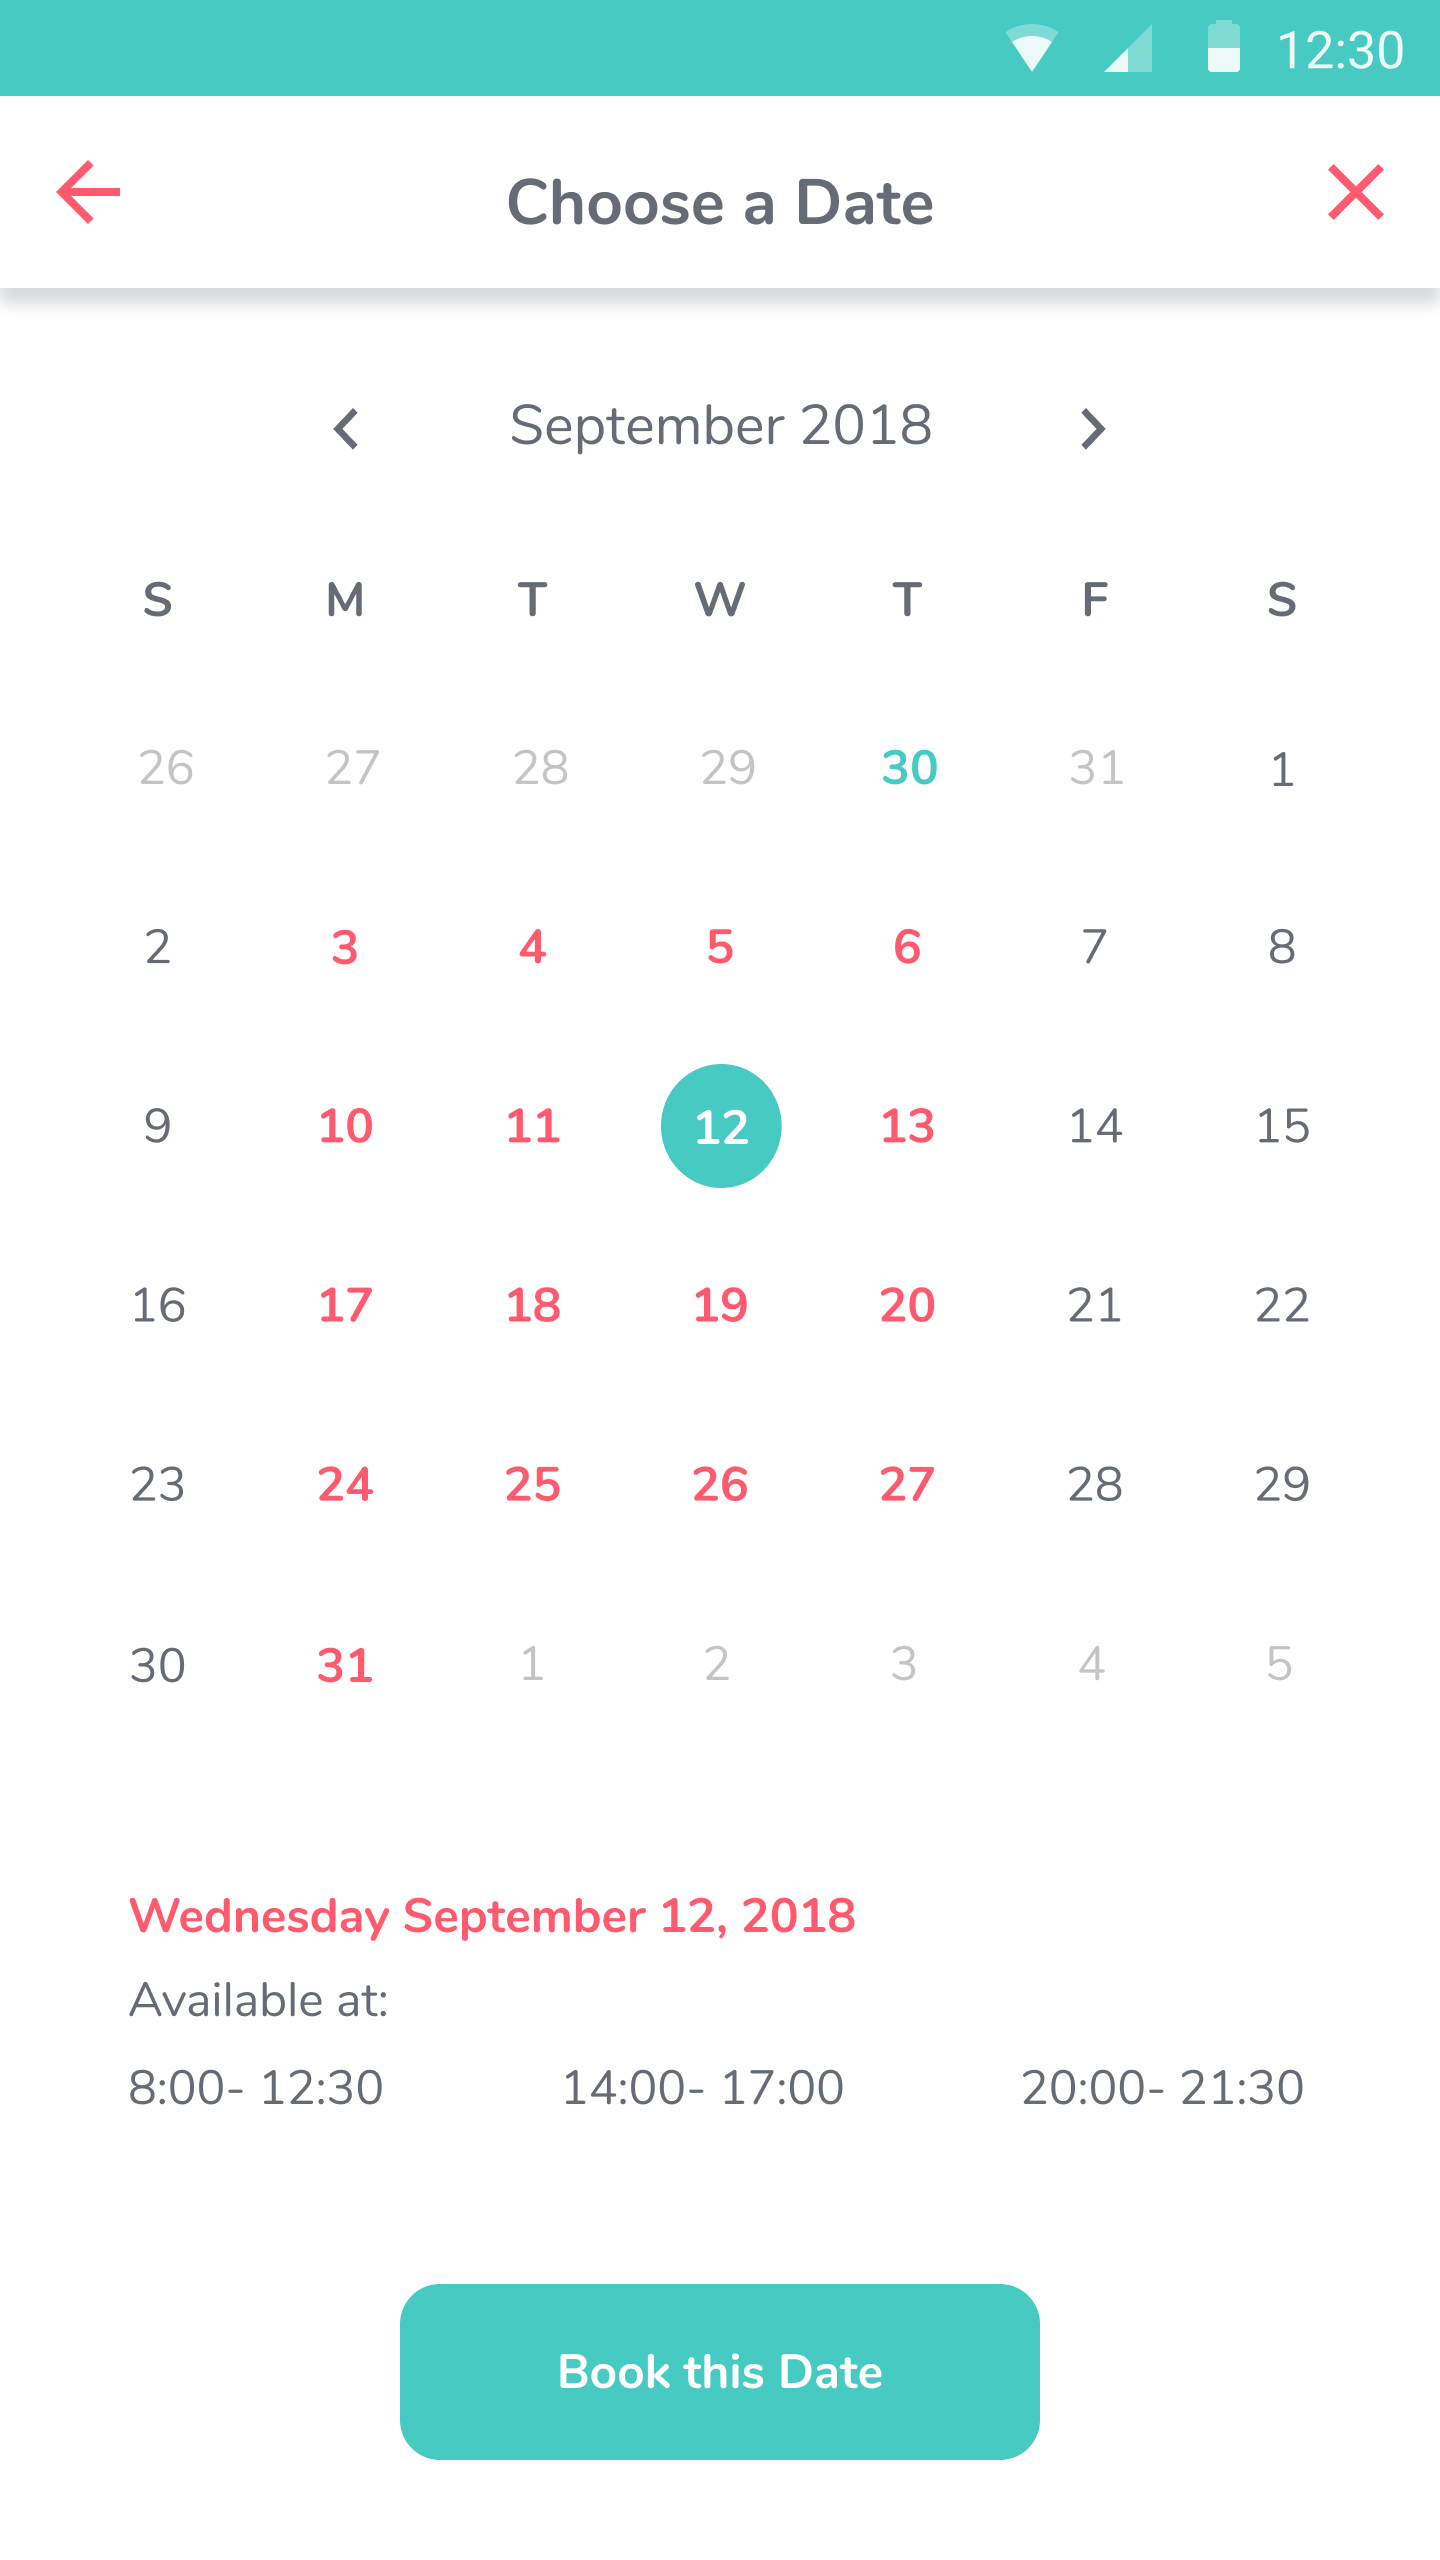 12:30
Choose a Date
September 2018
S M T W T F S
26 27 28 29 30 31 1
2 3 4 5 6 7 8
9 10 11 12 13 14 15
16 17 18 19 20 21 22
23 24 25 26 27 28 29
30 31 1 2 3 4 5
Wednesday September 12, 2018
Available at:
8:00- 12:30 14:00- 17:00 20:00- 21:30
Book this Date